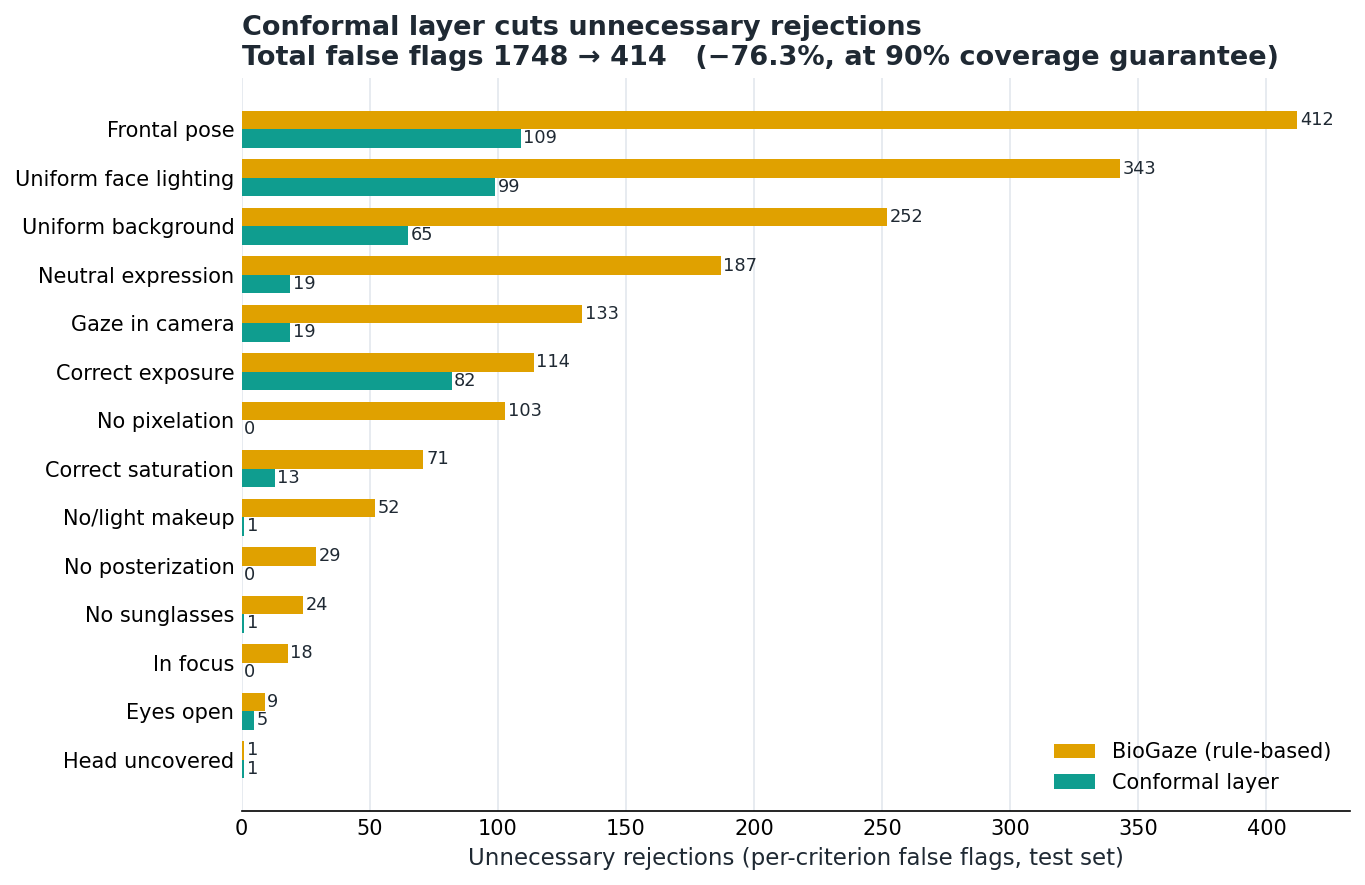 Conformal layer cuts unnecessary rejections
Total false flags 1748 → 414 (−76.3%, at 90% coverage guarantee)
Frontal pose
412
109
Uniform face lighting
343
99
Uniform background
252
65
Neutral expression
187
19
Gaze in camera
133
19
Correct exposure
114
82
No pixelation
103
0
Correct saturation
71
13
No/light makeup
52
1
No posterization
29
0
No sunglasses
24
1
In focus
18
0
Eyes open
9
5
Head uncovered
1
1
BioGaze (rule-based)
Conformal layer
0 50 100 150 200 250 300 350 400
Unnecessary rejections (per-criterion false flags, test set)